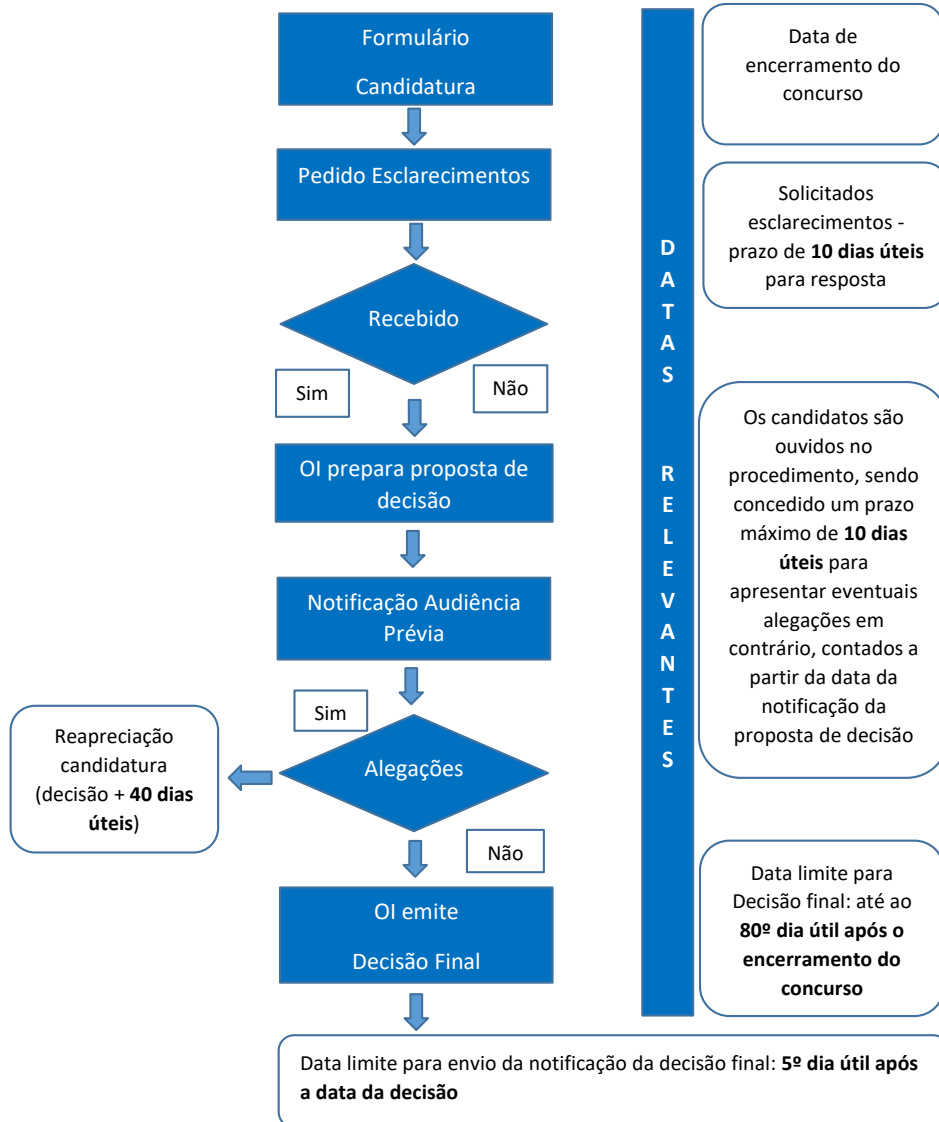 Formulário
Candidatura
Data de
encerramento do
concurso
Pedido Esclarecimentos
Solicitados
esclarecimentos -
prazo de 10 dias úteis
para resposta
DATAS RELEVANTES
Recebido
Sim
Não
OI prepara proposta de
decisão
Os candidatos são
ouvidos no
procedimento, sendo
concedido um prazo
máximo de 10 dias
úteis para
apresentar eventuais
alegações em
contrário, contados a
partir da data da
notificação da
proposta de decisão
Notificação Audiência
Prévia
Sim
Alegações
Reapreciação
candidatura
(decisão + 40 dias
úteis)
Não
OI emite
Decisão Final
Data limite para
Decisão final: até ao
80º dia útil após o
encerramento do
concurso
Data limite para envio da notificação da decisão final: 5º dia útil após
a data da decisão